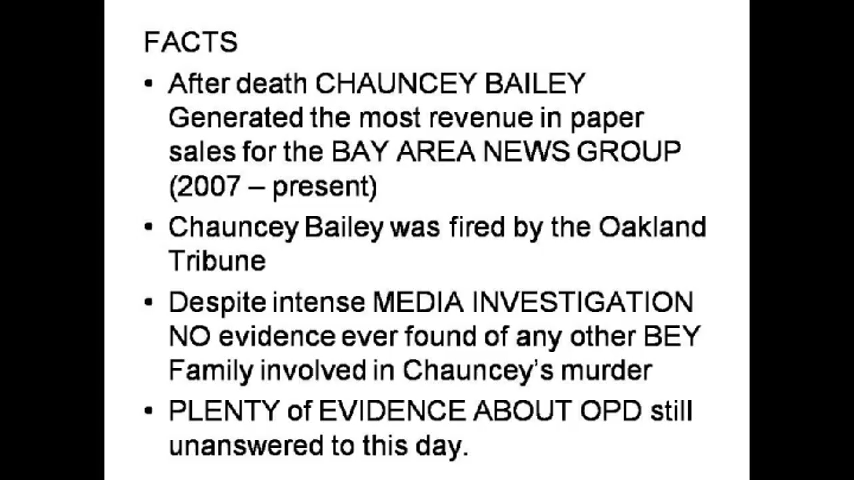 FACTS
• After death CHAUNCEY BAILEY
Generated the most revenue in paper
sales for the BAY AREA NEWS GROUP
(2007 – present)
• Chauncey Bailey was fired by the Oakland
Tribune
• Despite intense MEDIA INVESTIGATION
NO evidence ever found of any other BEY
Family involved in Chauncey's murder
• PLENTY of EVIDENCE ABOUT OPD still
unanswered to this day.